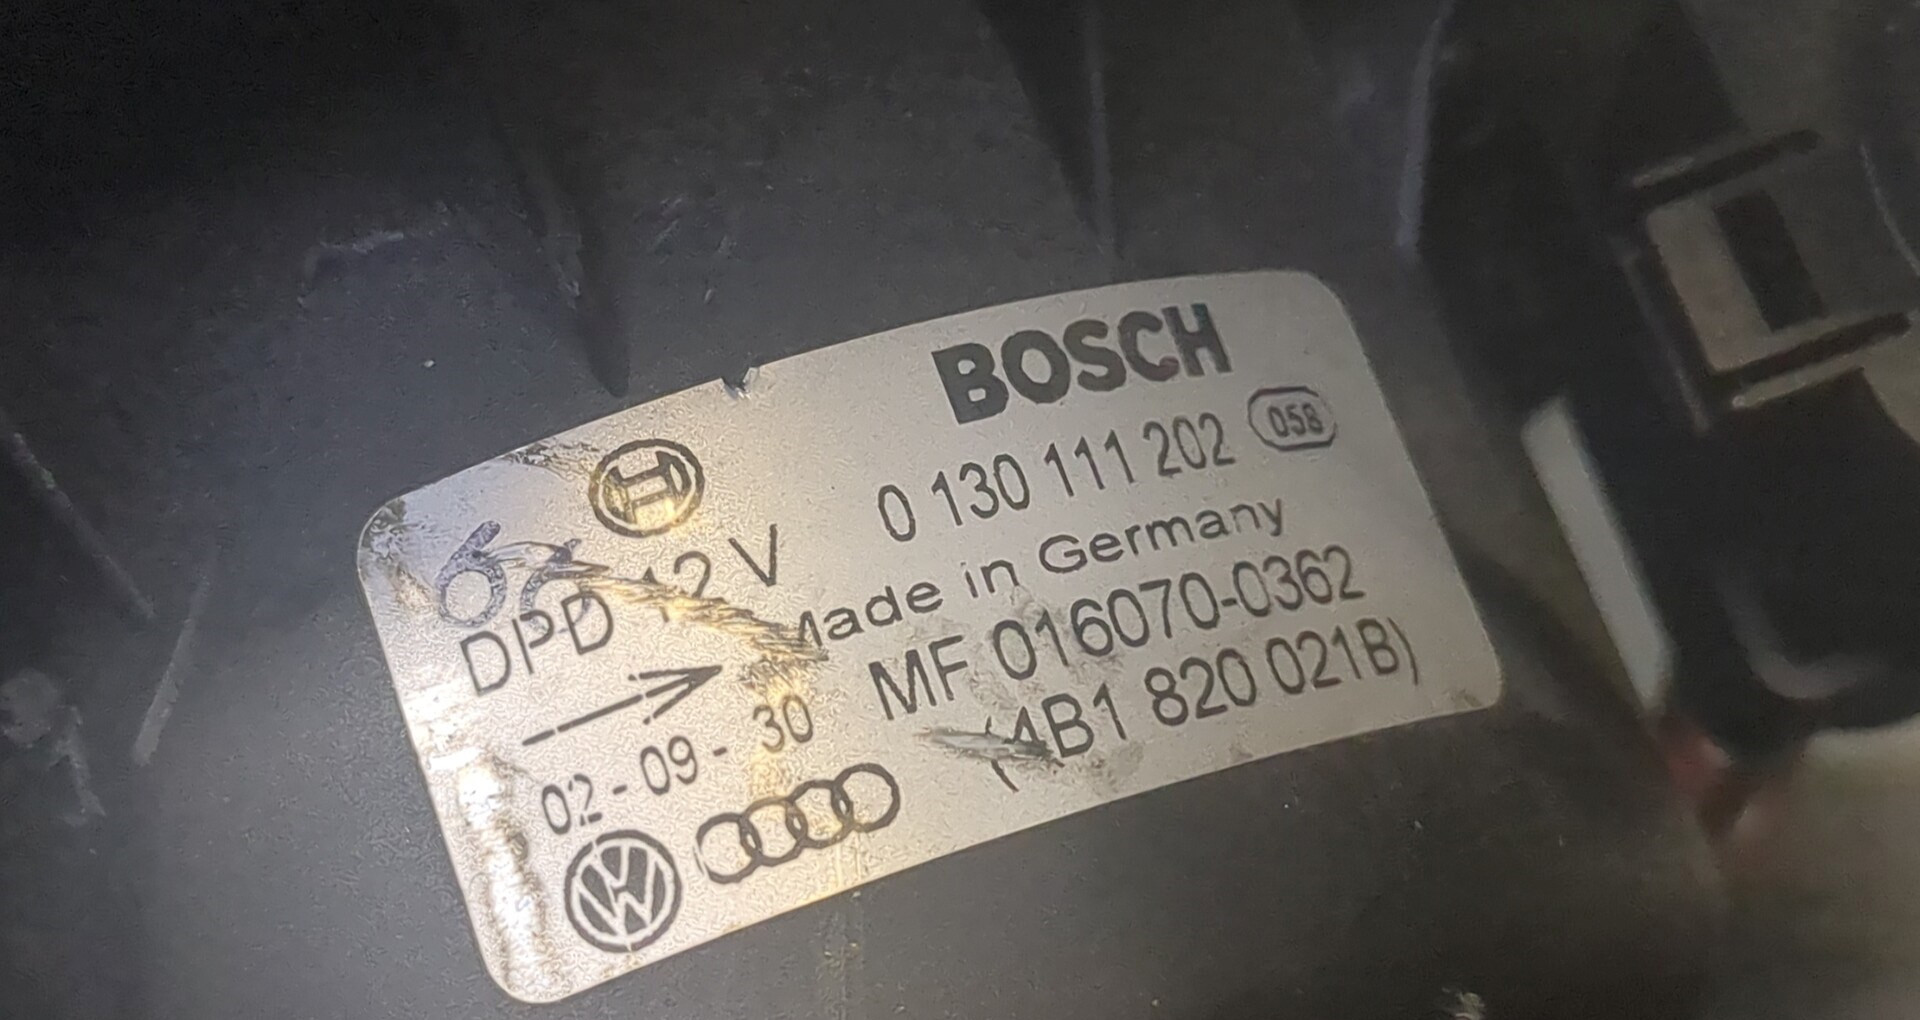 BOSCH
0 130 111 202 058
DPD 12 V
Made in Germany
MF 016070-0362
02-09-30
(4B1 820 021B)